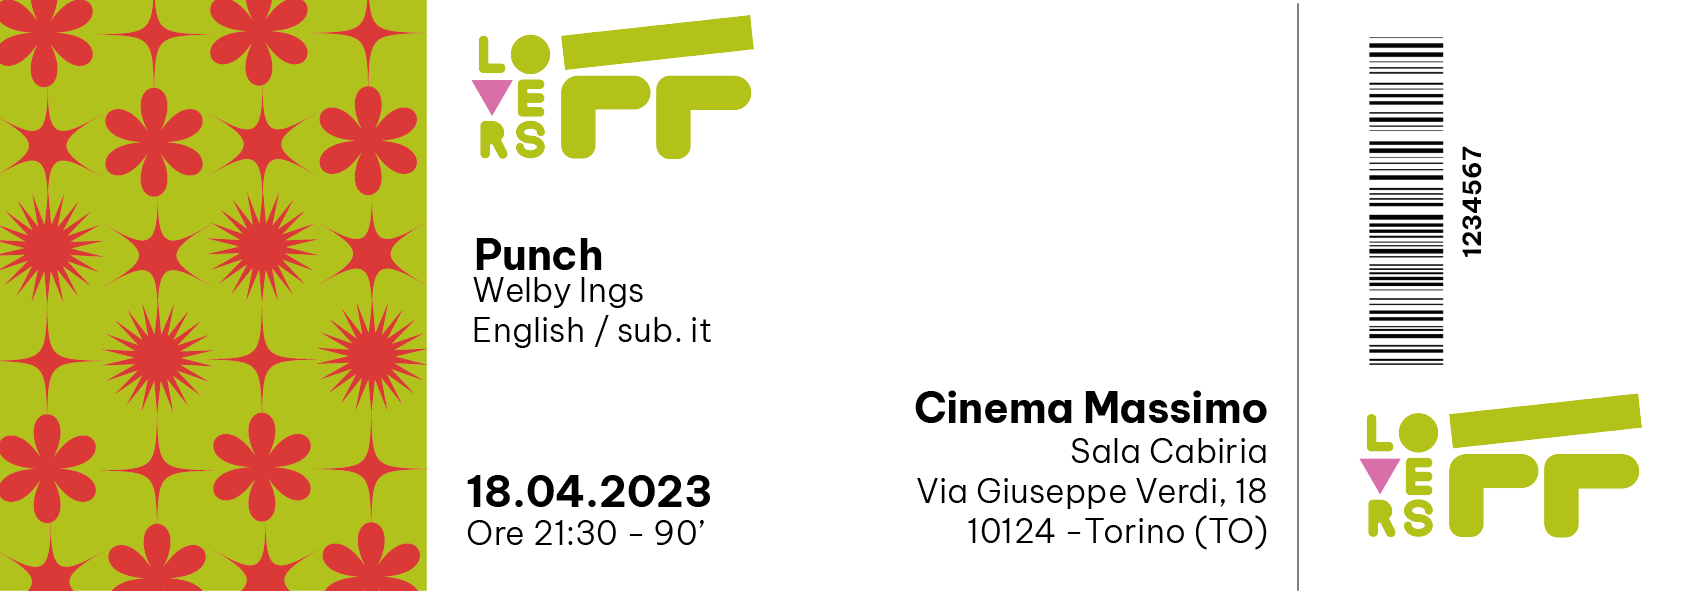 LOVERS FF
Punch
Welby Ings
English / sub. it
18.04.2023
Ore 21:30 - 90’
Cinema Massimo
Sala Cabiria
Via Giuseppe Verdi, 18
10124 -Torino (TO)
1234567
LOVERS FF